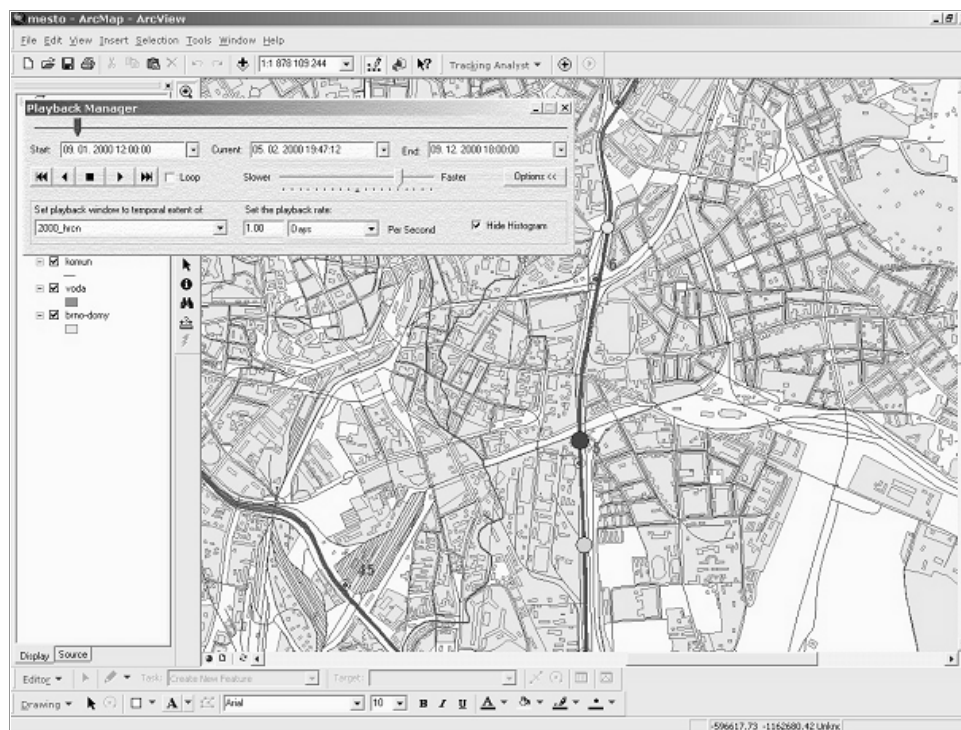 mesto - ArcMap - ArcView
File Edit View Insert Selection Tools Window Help
1:1 878 109 244
Tracking Analyst
Playback Manager
Start: 09. 01. 2000 12:00:00 Current: 05. 02. 2000 19:47:12 End: 09. 12. 2000 18:00:00
Loop Slower Faster Options <<
Set playback window to temporal extent of: Set the playback rate:
2000_hron 1.00 Days Per Second Hide Histogram
komun
voda
brno-domy
6
45
Display Source
Editor Task: Create New Feature Target:
Drawing A Arial 10 B I U A
-596617.73 -1162680.42 Unkn